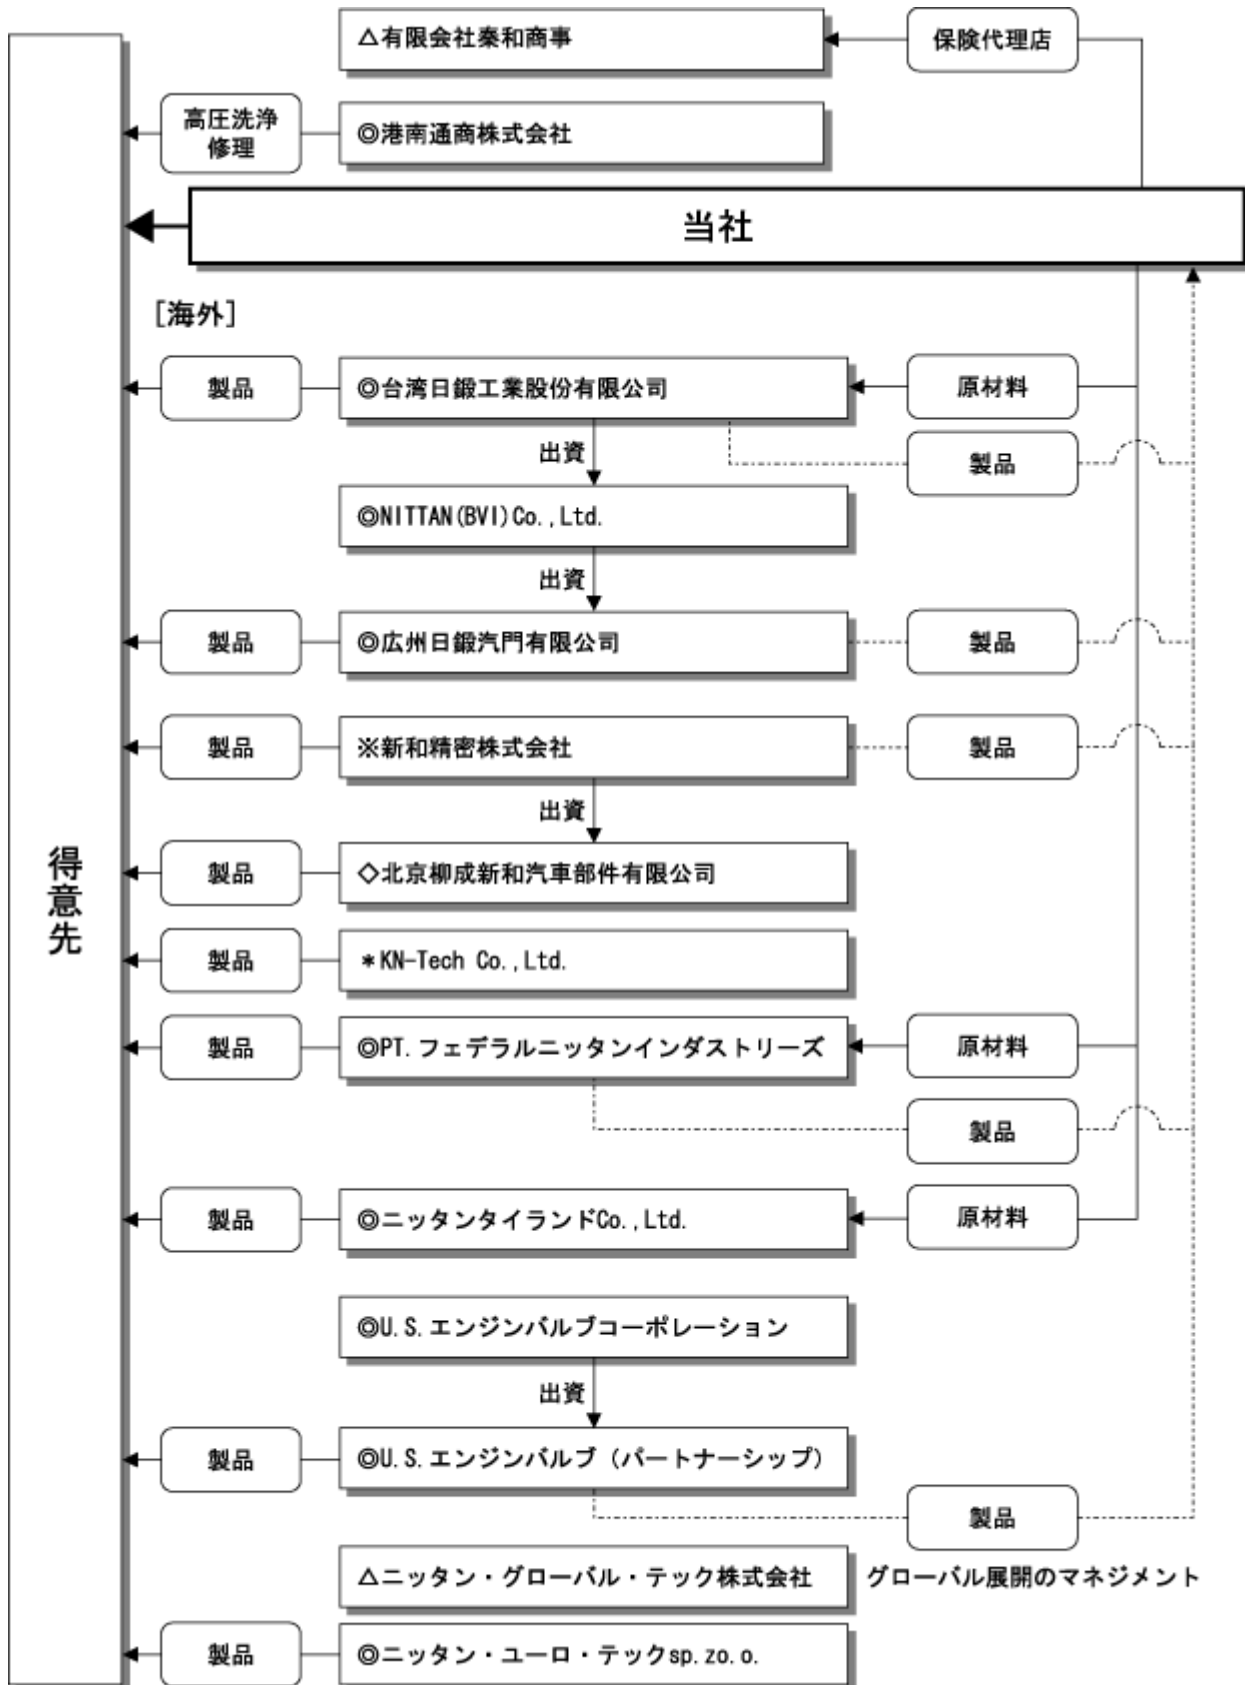 △有限会社秦和商事
保険代理店
高圧洗浄
修理
◎港南通商株式会社
当社
[海外]
製品
◎台湾日鍛工業股份有限公司
原材料
出資
製品
◎NITTAN(BVI)Co.,Ltd.
出資
製品
◎広州日鍛汽門有限公司
製品
製品
※新和精密株式会社
製品
出資
得意先
製品
◇北京柳成新和汽車部件有限公司
製品
＊KN-Tech Co.,Ltd.
製品
◎PT.フェデラルニッタンインダストリーズ
原材料
製品
製品
◎ニッタンタイランドCo.,Ltd.
原材料
◎U.S.エンジンバルブコーポレーション
出資
製品
◎U.S.エンジンバルブ（パートナーシップ）
製品
△ニッタン・グローバル・テック株式会社
グローバル展開のマネジメント
製品
◎ニッタン・ユーロ・テックsp.zo.o.